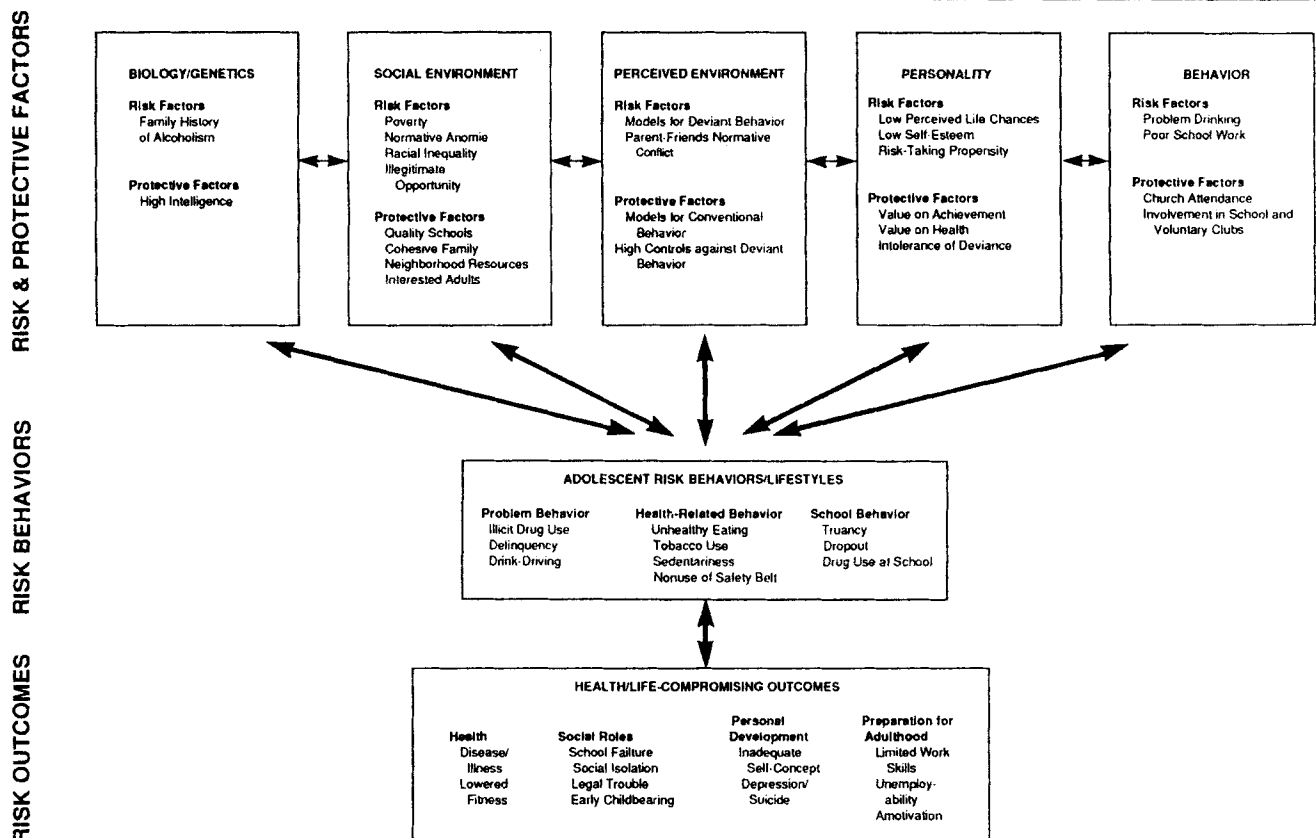 RISK & PROTECTIVE FACTORS
BIOLOGY/GENETICS
Risk Factors
Family History
of Alcoholism
Protective Factors
High Intelligence
SOCIAL ENVIRONMENT
Risk Factors
Poverty
Normative Anomie
Racial Inequality
Illegitimate
Opportunity
Protective Factors
Quality Schools
Cohesive Family
Neighborhood Resources
Interested Adults
PERCEIVED ENVIRONMENT
Risk Factors
Models for Deviant Behavior
Parent-Friends Normative
Conflict
Protective Factors
Models for Conventional
Behavior
High Controls against Deviant
Behavior
PERSONALITY
Risk Factors
Low Perceived Life Chances
Low Self-Esteem
Risk-Taking Propensity
Protective Factors
Value on Achievement
Value on Health
Intolerance of Deviance
BEHAVIOR
Risk Factors
Problem Drinking
Poor School Work
Protective Factors
Church Attendance
Involvement in School and
Voluntary Clubs
RISK BEHAVIORS
ADOLESCENT RISK BEHAVIORS/LIFESTYLES
Problem Behavior
Illicit Drug Use
Delinquency
Drink-Driving
Health-Related Behavior
Unhealthy Eating
Tobacco Use
Sedentariness
Nonuse of Safety Belt
School Behavior
Truancy
Dropout
Drug Use at School
RISK OUTCOMES
HEALTH/LIFE-COMPROMISING OUTCOMES
Health
Disease/
Illness
Lowered
Fitness
Social Roles
School Failure
Social Isolation
Legal Trouble
Early Childbearing
Personal
Development
Inadequate
Self-Concept
Depression/
Suicide
Preparation for
Adulthood
Limited Work
Skills
Unemploy-
ability
Amotivation